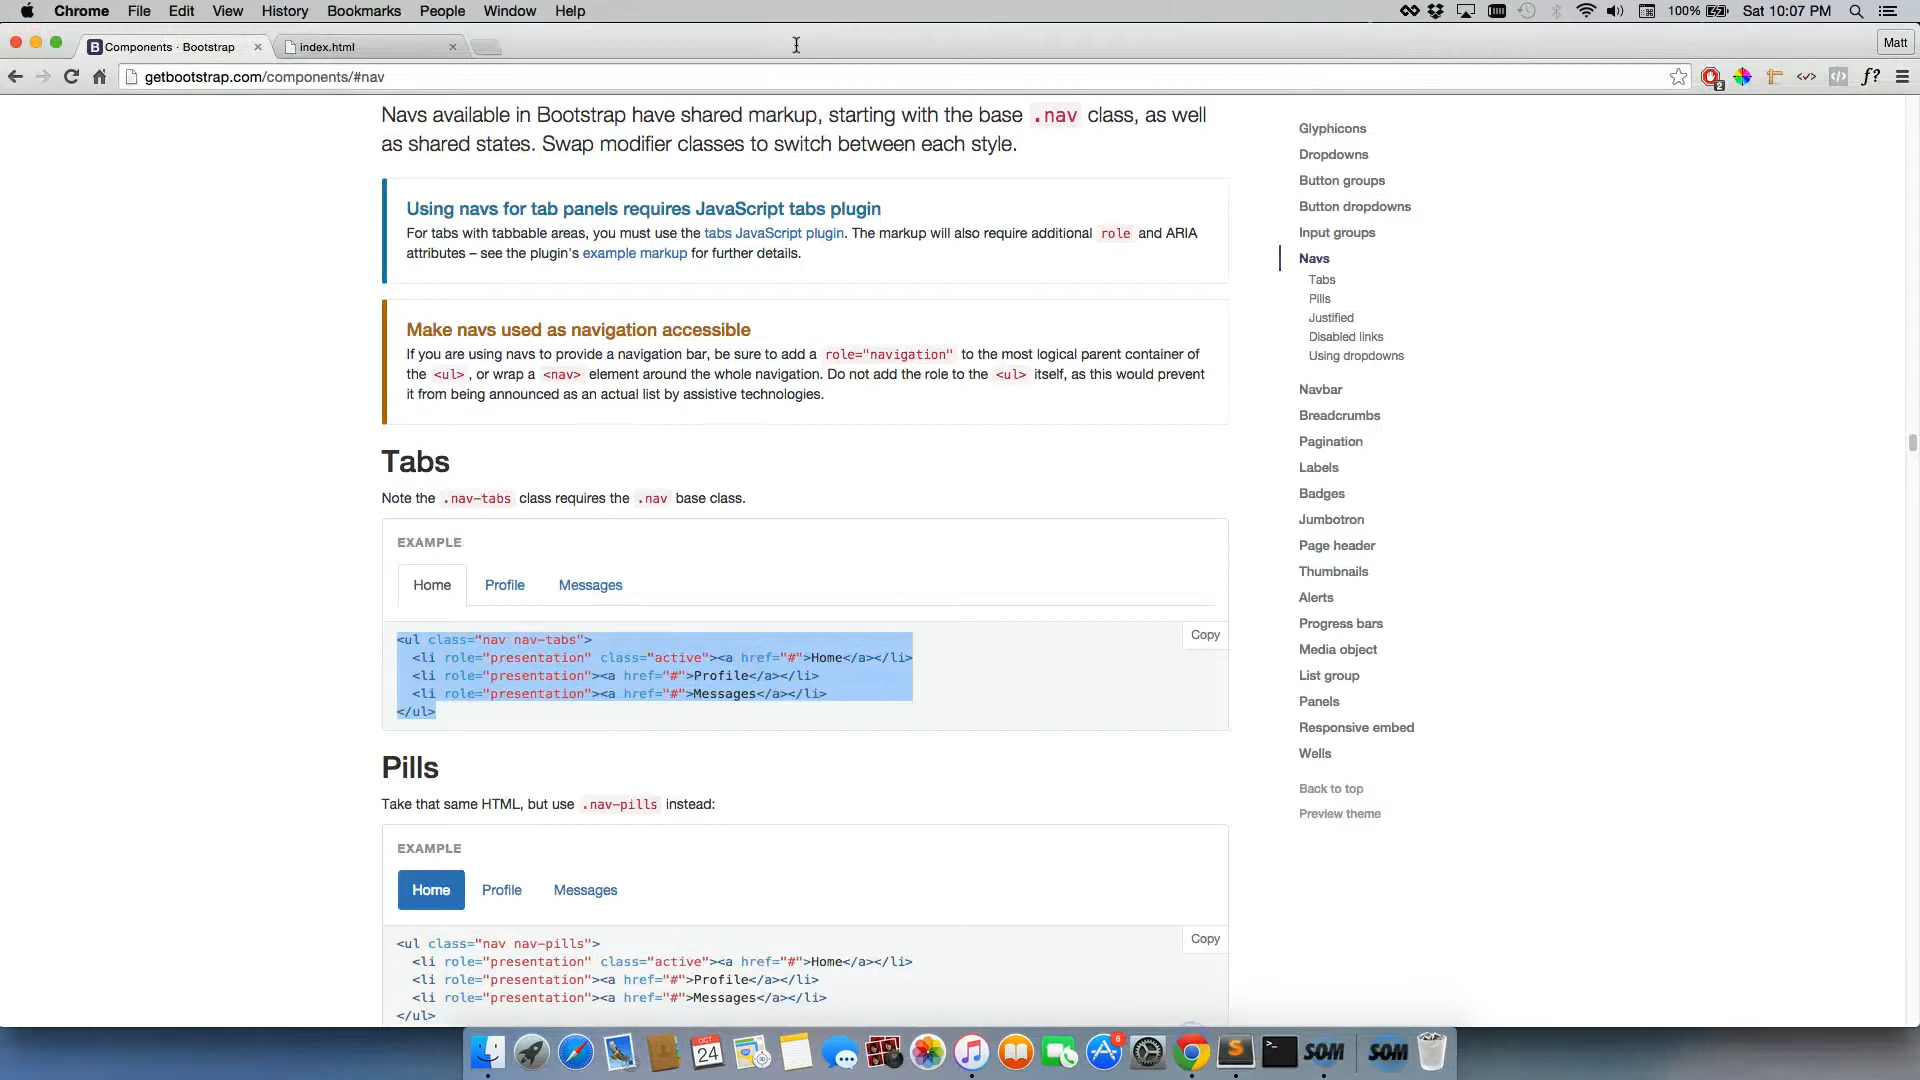 Chrome File Edit View History Bookmarks People Window Help 100% Sat 10:07 PM
Components · Bootstrap index.html Matt
getbootstrap.com/components/#nav
Navs available in Bootstrap have shared markup, starting with the base .nav class, as well
as shared states. Swap modifier classes to switch between each style.
Using navs for tab panels requires JavaScript tabs plugin
For tabs with tabbable areas, you must use the tabs JavaScript plugin. The markup will also require additional role and ARIA
attributes – see the plugin's example markup for further details.
Make navs used as navigation accessible
If you are using navs to provide a navigation bar, be sure to add a role="navigation" to the most logical parent container of
the <ul>, or wrap a <nav> element around the whole navigation. Do not add the role to the <ul> itself, as this would prevent
it from being announced as an actual list by assistive technologies.
Tabs
Note the .nav-tabs class requires the .nav base class.
EXAMPLE
Home Profile Messages
Copy
<ul class="nav nav-tabs">
<li role="presentation" class="active"><a href="#">Home</a></li>
<li role="presentation"><a href="#">Profile</a></li>
<li role="presentation"><a href="#">Messages</a></li>
</ul>
Pills
Take that same HTML, but use .nav-pills instead:
EXAMPLE
Home Profile Messages
Copy
<ul class="nav nav-pills">
<li role="presentation" class="active"><a href="#">Home</a></li>
<li role="presentation"><a href="#">Profile</a></li>
<li role="presentation"><a href="#">Messages</a></li>
</ul>
Glyphicons
Dropdowns
Button groups
Button dropdowns
Input groups
Navs
Tabs
Pills
Justified
Disabled links
Using dropdowns
Navbar
Breadcrumbs
Pagination
Labels
Badges
Jumbotron
Page header
Thumbnails
Alerts
Progress bars
Media object
List group
Panels
Responsive embed
Wells
Back to top
Preview theme
OCT
24
8
SOM
SOM